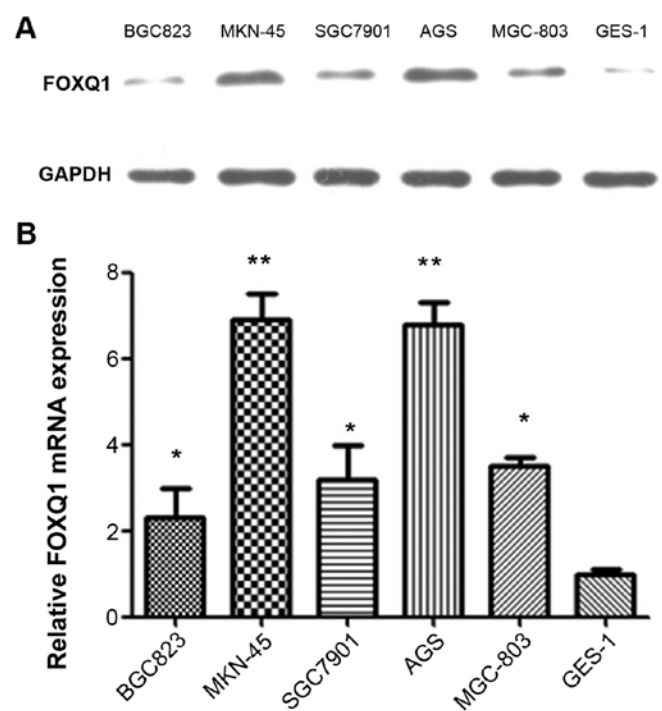 A
BGC823 MKN-45 SGC7901 AGS MGC-803 GES-1
FOXQ1
GAPDH
B
Relative FOXQ1 mRNA expression
8
6
4
2
0
* ** * ** *
BGC823 MKN-45 SGC7901 AGS MGC-803 GES-1